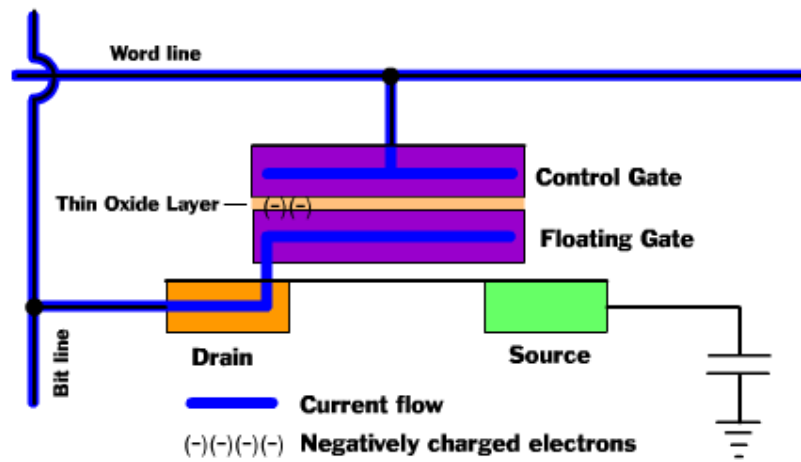 Word line
Control Gate
Thin Oxide Layer
(-)(-)
Floating Gate
Bit line
Drain
Source
Current flow
(-)(-)(-)(-) Negatively charged electrons